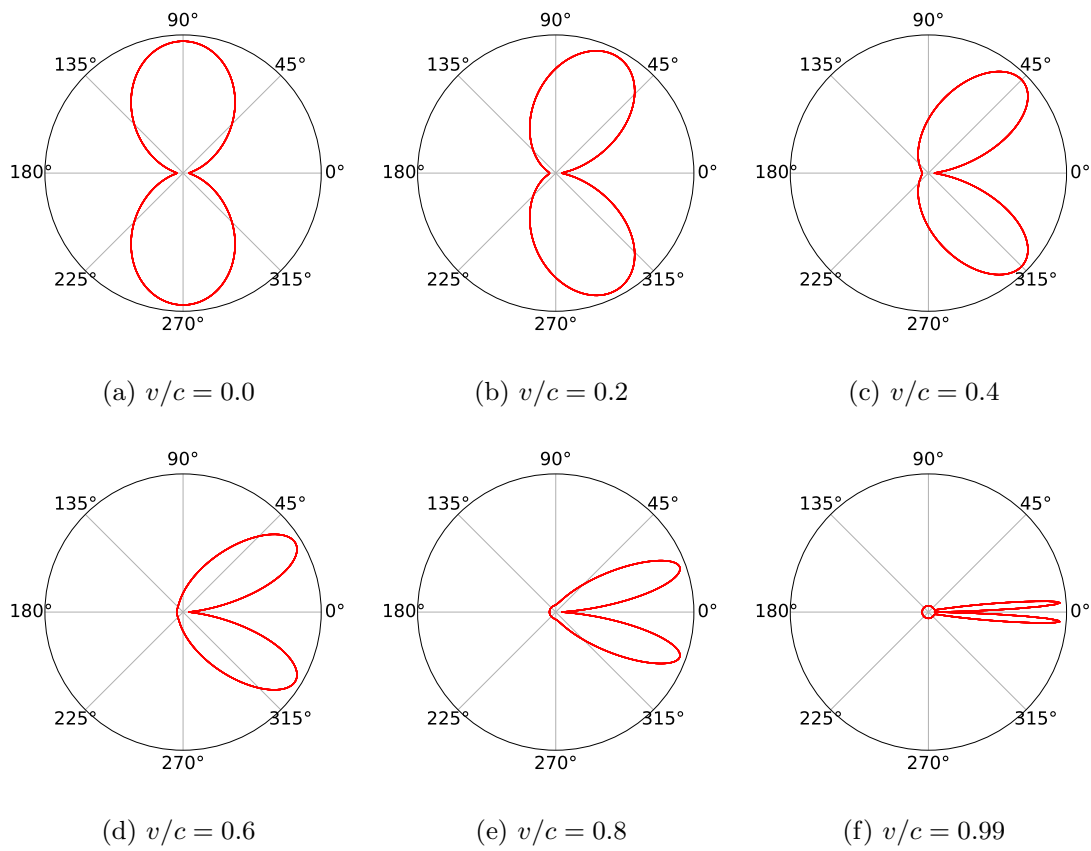 90° 90° 90°
135° 45° 135° 45° 135° 45°
180° 0° 180° 0° 180° 0°
225° 315° 225° 315° 225° 315°
270° 270° 270°
(a) v/c = 0.0 (b) v/c = 0.2 (c) v/c = 0.4
90° 90° 90°
135° 45° 135° 45° 135° 45°
180° 0° 180° 0° 180° 0°
225° 315° 225° 315° 225° 315°
270° 270° 270°
(d) v/c = 0.6 (e) v/c = 0.8 (f) v/c = 0.99